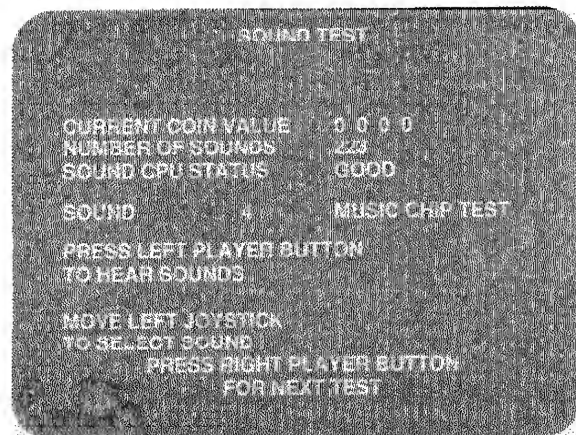 SOUND TEST
CURRENT COIN VALUE 0 0 0 0
NUMBER OF SOUNDS 223
SOUND CPU STATUS GOOD
SOUND 4 MUSIC CHIP TEST
PRESS LEFT PLAYER BUTTON
TO HEAR SOUNDS
MOVE LEFT JOYSTICK
TO SELECT SOUND
PRESS RIGHT PLAYER BUTTON
FOR NEXT TEST